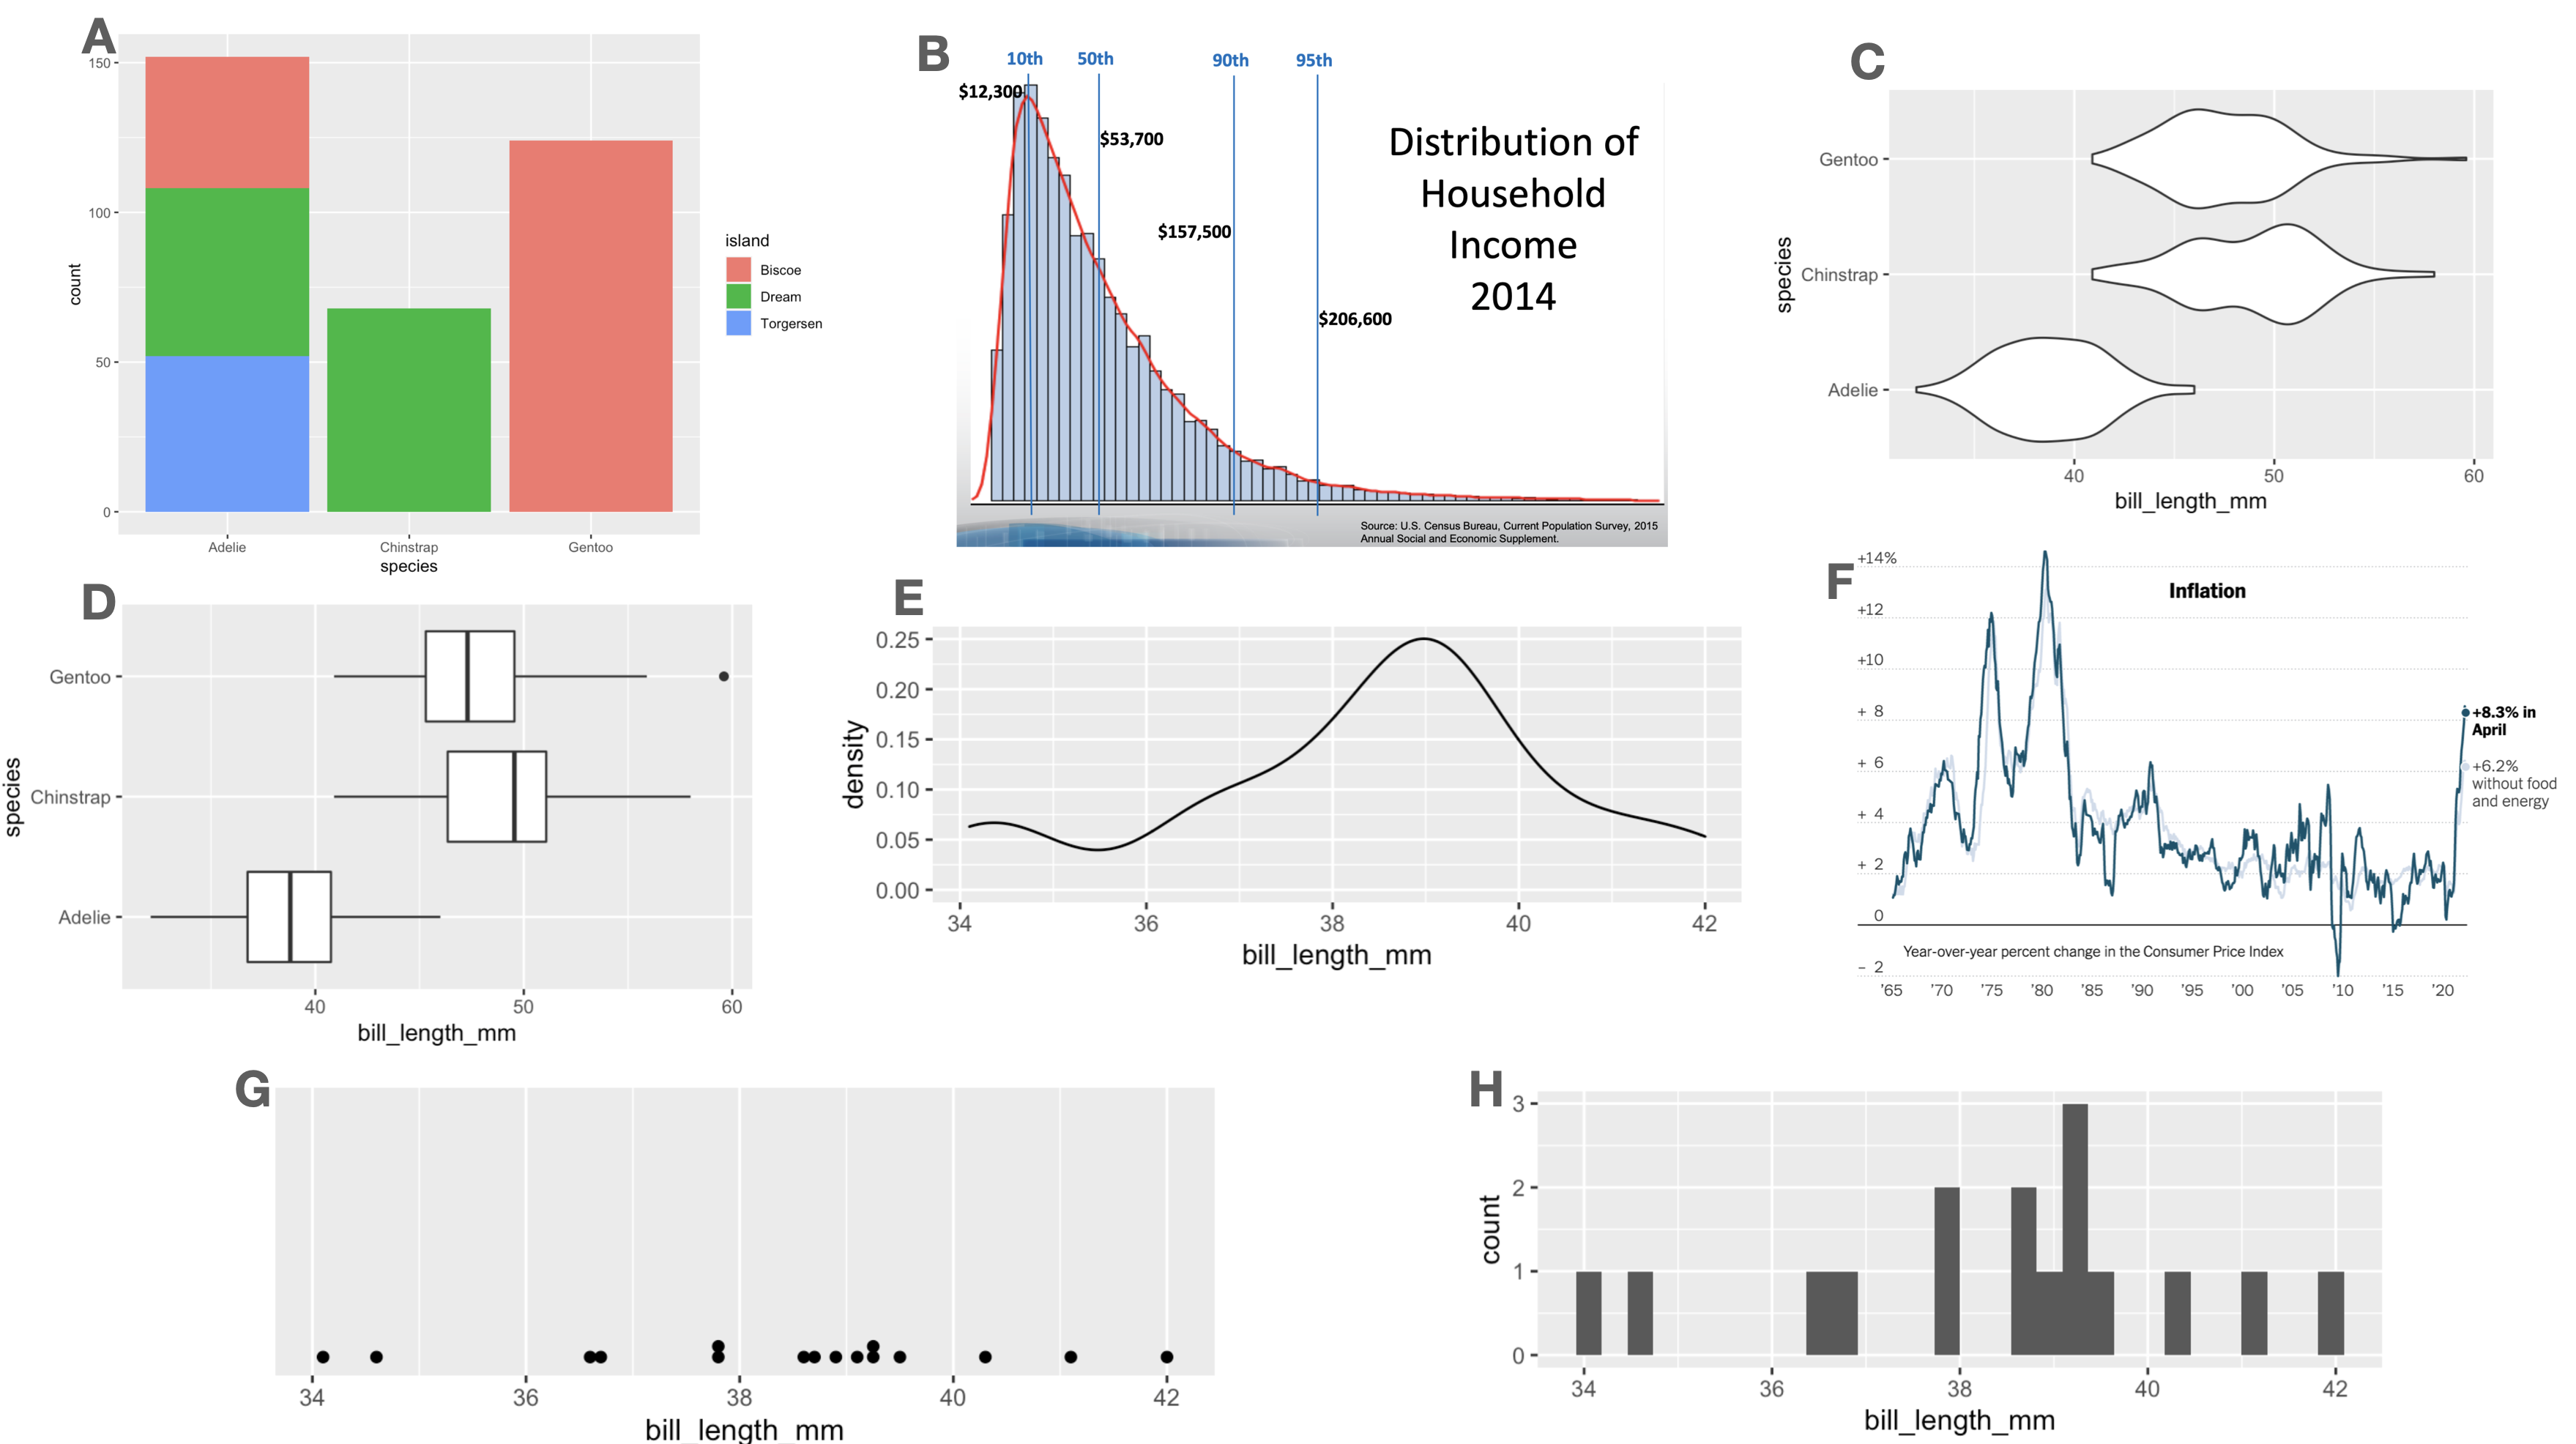 A
150
100
50
0
count
Adelie
Chinstrap
Gentoo
species
island
Biscoe
Dream
Torgersen
B
10th
50th
90th
95th
$12,300
$53,700
$157,500
$206,600
Distribution of
Household
Income
2014
Source: U.S. Census Bureau, Current Population Survey, 2015
Annual Social and Economic Supplement.
C
species
Gentoo
Chinstrap
Adelie
40
50
60
bill_length_mm
D
species
Gentoo
Chinstrap
Adelie
40
50
60
bill_length_mm
E
density
0.25
0.20
0.15
0.10
0.05
0.00
34
36
38
40
42
bill_length_mm
F
Inflation
+14%
+12
+10
+ 8
+ 6
+ 4
+ 2
0
− 2
+8.3% in
April
+6.2%
without food
and energy
Year-over-year percent change in the Consumer Price Index
’65
’70
’75
’80
’85
’90
’95
’00
’05
’10
’15
’20
G
34
36
38
40
42
bill_length_mm
H
count
3
2
1
0
34
36
38
40
42
bill_length_mm